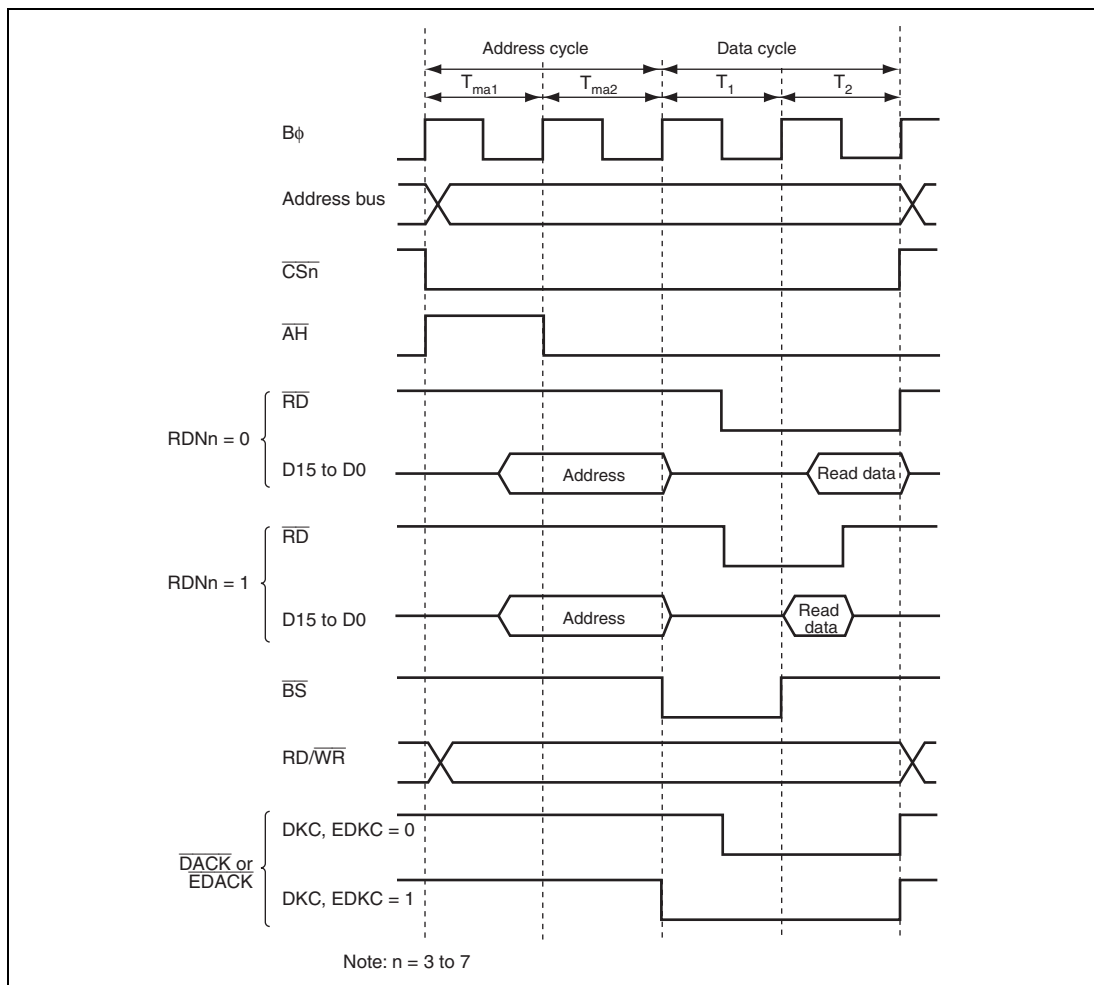 Address cycle Data cycle
Tma1 Tma2 T1 T2
Bϕ
Address bus
CSn
AH
RD
RDNn = 0
D15 to D0 Address Read data
RD
RDNn = 1
D15 to D0 Address Read
data
BS
RD/WR
DKC, EDKC = 0
DACK or
EDACK
DKC, EDKC = 1
Note: n = 3 to 7